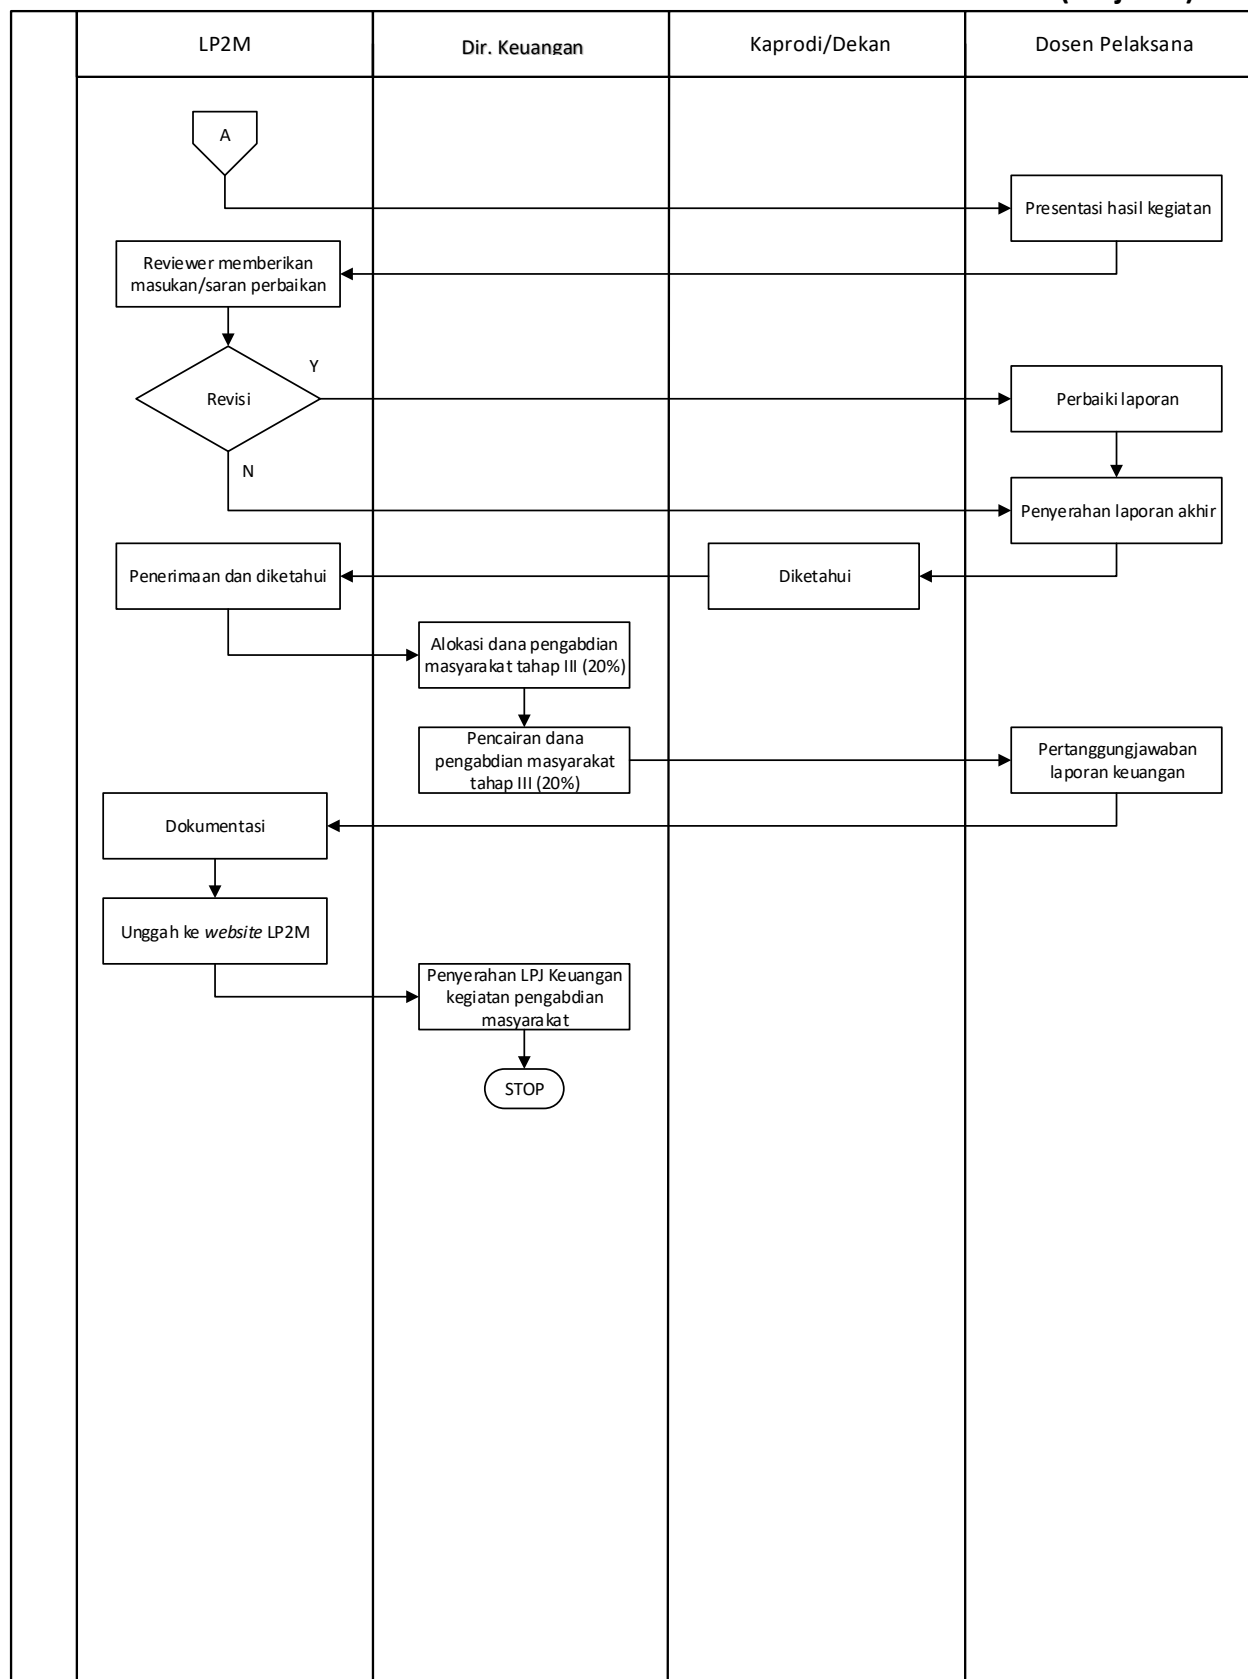 LP2M
Dir. Keuangan
Kaprodi/Dekan
Dosen Pelaksana
A
Presentasi hasil kegiatan
Reviewer memberikan
masukan/saran perbaikan
Y
Revisi
Perbaiki laporan
N
Penyerahan laporan akhir
Penerimaan dan diketahui
Diketahui
Alokasi dana pengabdian
masyarakat tahap III (20%)
Pencairan dana
pengabdian masyarakat
tahap III (20%)
Pertanggungjawaban
laporan keuangan
Dokumentasi
Unggah ke website LP2M
Penyerahan LPJ Keuangan
kegiatan pengabdian
masyarakat
STOP